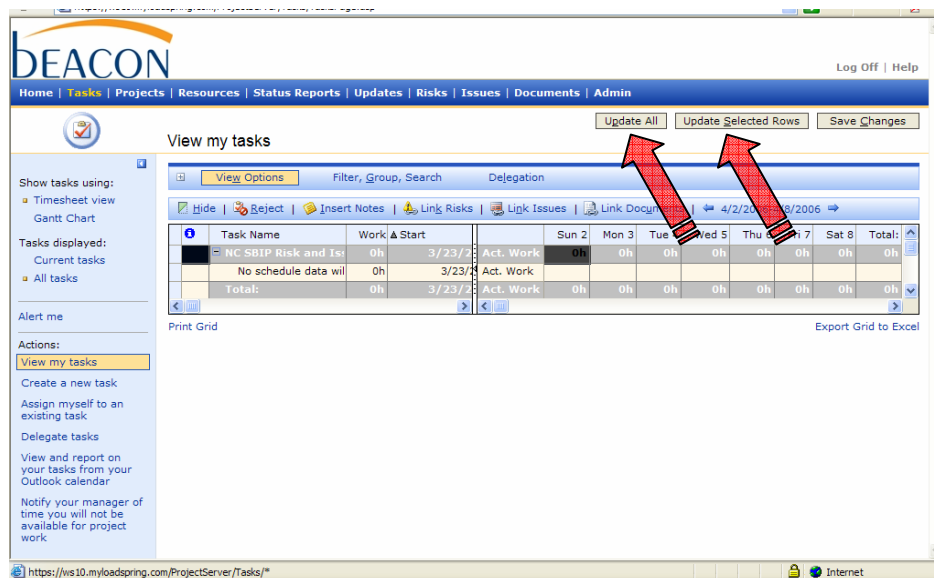 bEACON
Log Off | Help
Home | Tasks | Projects | Resources | Status Reports | Updates | Risks | Issues | Documents | Admin
Update All
Update Selected Rows
Save Changes
View my tasks
Show tasks using:
Timesheet view
Gantt Chart
Tasks displayed:
Current tasks
All tasks
Alert me
Actions:
View my tasks
Create a new task
Assign myself to an
existing task
Delegate tasks
View and report on
your tasks from your
Outlook calendar
Notify your manager of
time you will not be
available for project
work
View Options Filter, Group, Search Delegation
Hide | Reject | Insert Notes | Link Risks | Link Issues | Link | 8/2006
Task Name Work Start Sun 2 Mon 3 Tue Wed 5 Thu 6 Fri 7 Sat 8 Total:
NC SBIP Risk and Is 0h 3/23/2 Act. Work 0h 0h 0h 0h 0h 0h 0h 0h
No schedule data wil 0h 3/23/2 Act. Work
Total: 0h 3/23/2 Act. Work 0h 0h 0h 0h 0h 0h 0h 0h
Print Grid Export Grid to Excel
https://ws10.myloadspring.com/ProjectServer/Tasks/* Internet